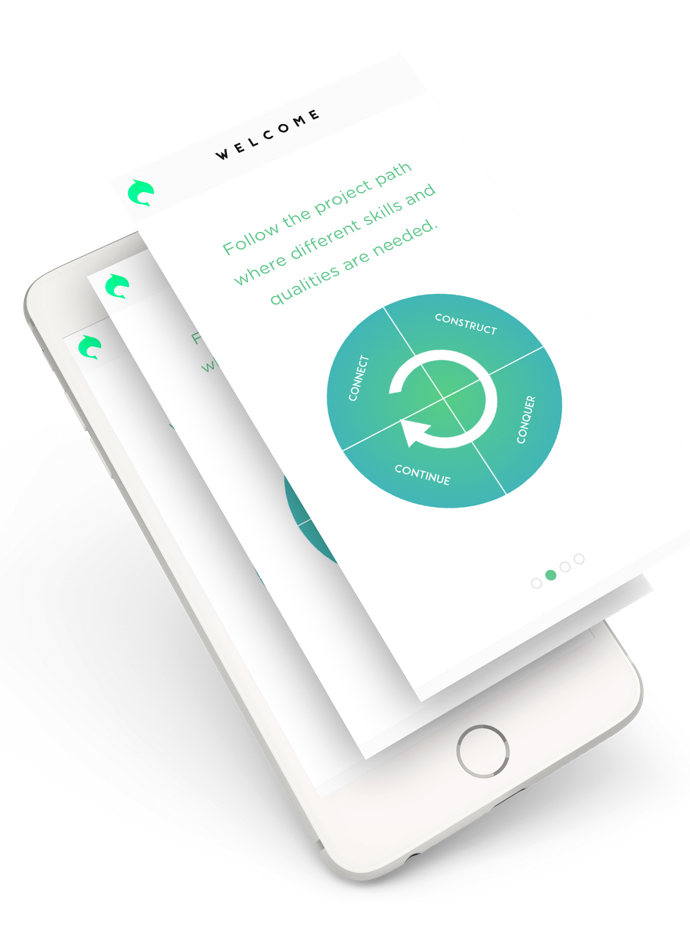 WELCOME
Follow the project path
where different skills and
qualities are needed.
CONSTRUCT
CONNECT
CONQUER
CONTINUE